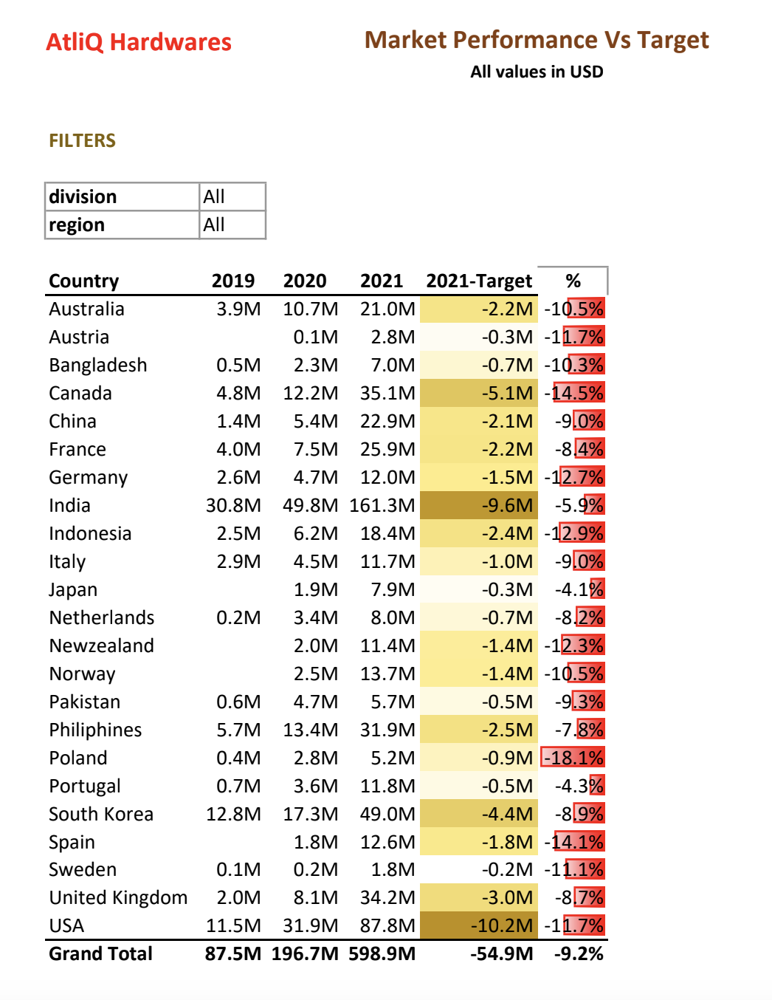 AtliQ Hardwares Market Performance Vs Target
All values in USD
FILTERS
division All
region All
Country 2019 2020 2021 2021-Target %
Australia 3.9M 10.7M 21.0M -2.2M -10.5%
Austria 0.1M 2.8M -0.3M -11.7%
Bangladesh 0.5M 2.3M 7.0M -0.7M -10.3%
Canada 4.8M 12.2M 35.1M -5.1M -14.5%
China 1.4M 5.4M 22.9M -2.1M -9.0%
France 4.0M 7.5M 25.9M -2.2M -8.4%
Germany 2.6M 4.7M 12.0M -1.5M -12.7%
India 30.8M 49.8M 161.3M -9.6M -5.9%
Indonesia 2.5M 6.2M 18.4M -2.4M -12.9%
Italy 2.9M 4.5M 11.7M -1.0M -9.0%
Japan 1.9M 7.9M -0.3M -4.1%
Netherlands 0.2M 3.4M 8.0M -0.7M -8.2%
Newzealand 2.0M 11.4M -1.4M -12.3%
Norway 2.5M 13.7M -1.4M -10.5%
Pakistan 0.6M 4.7M 5.7M -0.5M -9.3%
Philiphines 5.7M 13.4M 31.9M -2.5M -7.8%
Poland 0.4M 2.8M 5.2M -0.9M -18.1%
Portugal 0.7M 3.6M 11.8M -0.5M -4.3%
South Korea 12.8M 17.3M 49.0M -4.4M -8.9%
Spain 1.8M 12.6M -1.8M -14.1%
Sweden 0.1M 0.2M 1.8M -0.2M -11.1%
United Kingdom 2.0M 8.1M 34.2M -3.0M -8.7%
USA 11.5M 31.9M 87.8M -10.2M -11.7%
Grand Total 87.5M 196.7M 598.9M -54.9M -9.2%